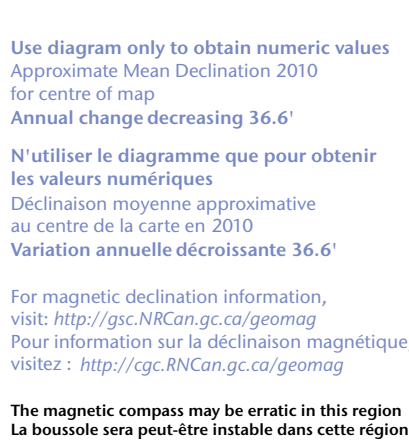 Use diagram only to obtain numeric values
Approximate Mean Declination 2010
for centre of map
Annual change decreasing 36.6'
N'utiliser le diagramme que pour obtenir
les valeurs numériques
Déclinaison moyenne approximative
au centre de la carte en 2010
Variation annuelle décroissante 36.6'
For magnetic declination information,
visit: http://gsc.NRCan.gc.ca/geomag
Pour information sur la déclinaison magnétique,
visitez : http://cgc.RNCan.gc.ca/geomag
The magnetic compass may be erratic in this region
La boussole sera peut-être instable dans cette région